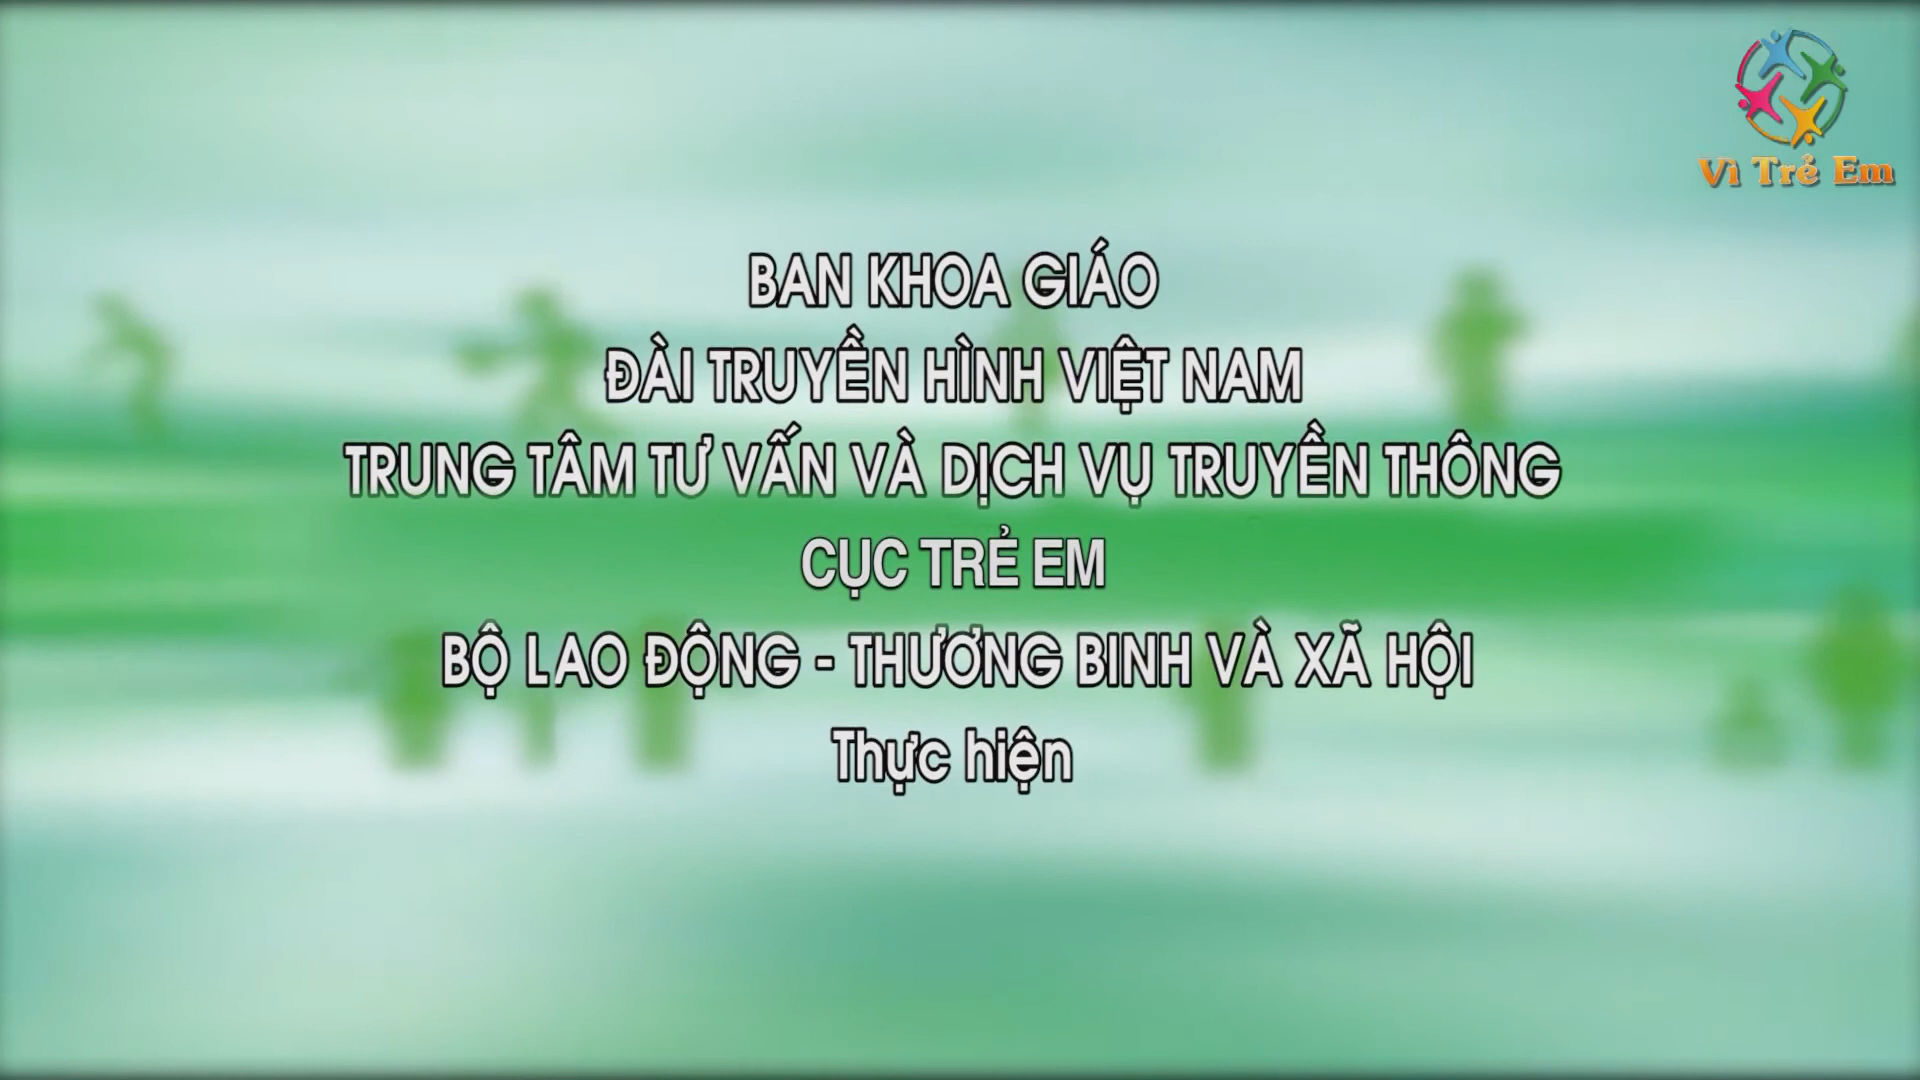 Vì Trẻ Em
BAN KHOA GIÁO
ĐÀI TRUYỀN HÌNH VIỆT NAM
TRUNG TÂM TƯ VẤN VÀ DỊCH VỤ TRUYỀN THÔNG
CỤC TRẺ EM
BỘ LAO ĐỘNG - THƯƠNG BINH VÀ XÃ HỘI
Thực hiện